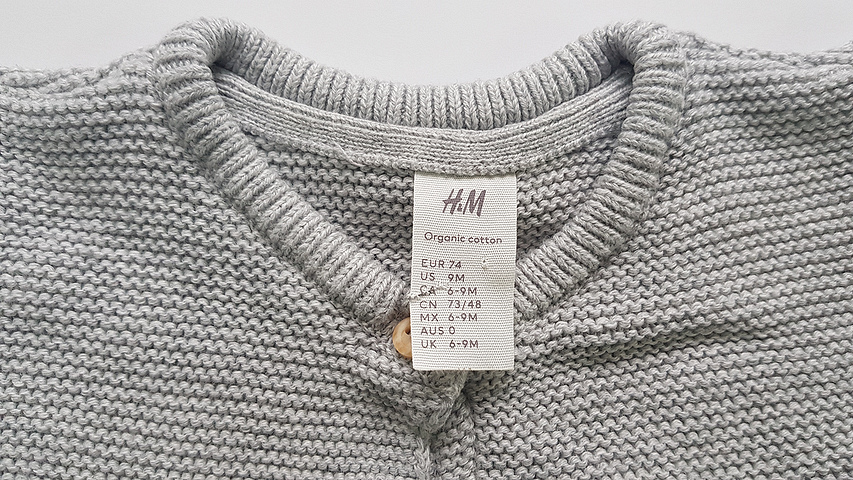 H&M
Organic cotton
EUR 74
US 9M
CA 6-9M
CN 73/48
MX 6-9M
AUS 0
UK 6-9M